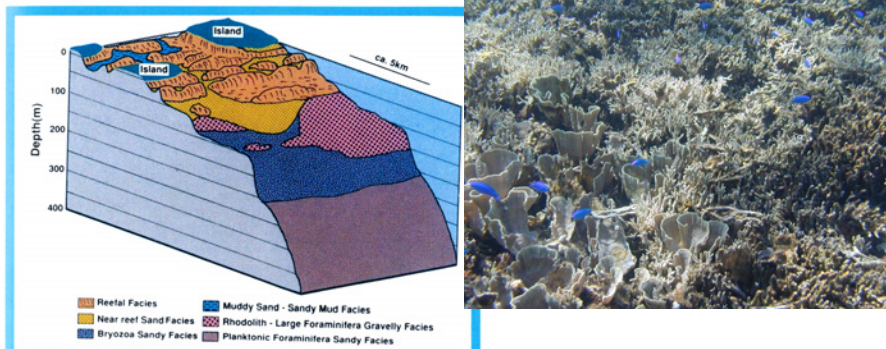 Island
ca. 5km
Island
Depth(m)
0
100
200
300
400
Reefal Facies
Near reef Sand Facies
Bryozoa Sandy Facies
Muddy Sand - Sandy Mud Facies
Rhodolith - Large Foraminifera Gravelly Facies
Planktonic Foraminifera Sandy Facies